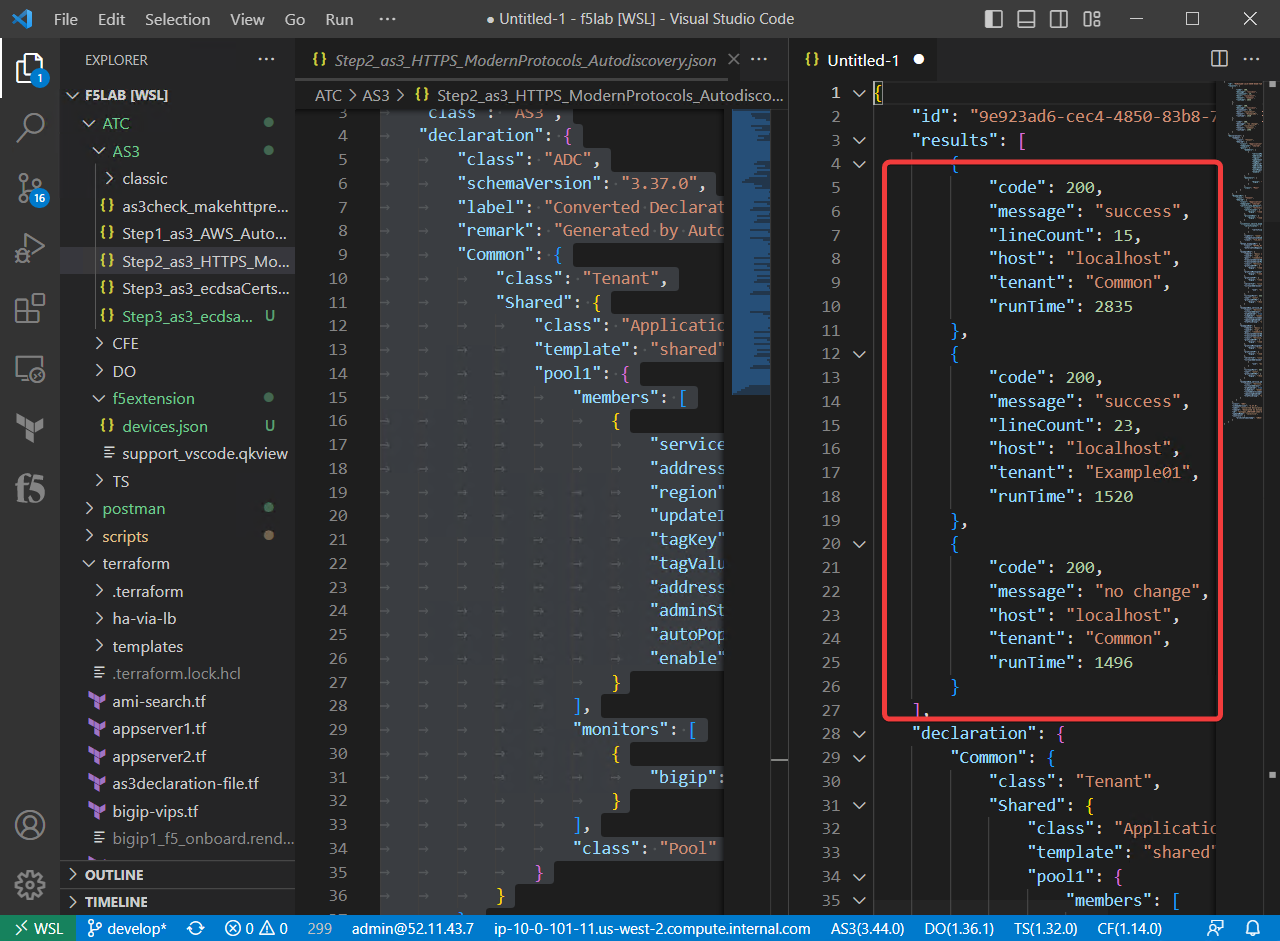 File Edit Selection View Go Run ··· ● Untitled-1 - f5lab [WSL] - Visual Studio Code
EXPLORER ···
1
16
f5
F5LAB [WSL]
ATC
AS3
classic
{} as3check_makehttpre...
{} Step1_as3_AWS_Auto...
{} Step2_as3_HTTPS_Mo...
{} Step3_as3_ecdsaCerts...
{} Step3_as3_ecdsa... U
CFE
DO
f5extension
{} devices.json U
support_vscode.qkview
TS
postman
scripts
terraform
.terraform
ha-via-lb
templates
.terraform.lock.hcl
ami-search.tf
appserver1.tf
appserver2.tf
as3declaration-file.tf
bigip-vips.tf
bigip1_f5_onboard.rend...
OUTLINE
TIMELINE
{} Step2_as3_HTTPS_ModernProtocols_Autodiscovery.json
ATC > AS3 > {} Step2_as3_HTTPS_ModernProtocols_Autodisco...
3 "class": "AS3",
4 "declaration": {
5 "class": "ADC",
6 "schemaVersion": "3.37.0",
7 "label": "Converted Declarat
8 "remark": "Generated by Auto
9 "Common": {
10 "class": "Tenant",
11 "Shared": {
12 "class": "Applicatio
13 "template": "shared"
14 "pool1": {
15 "members": [
16 {
17 "service
18 "address
19 "region"
20 "updateI
21 "tagKey"
22 "tagValu
23 "address
24 "adminSt
25 "autoPop
26 "enable"
27 }
28 ],
29 "monitors": [
30 {
31 "bigip":
32 }
33 ],
34 "class": "Pool"
35 }
36 }
{} Untitled-1 ●
1 {
2 "id": "9e923ad6-cec4-4850-83b8-7
3 "results": [
4 {
5 "code": 200,
6 "message": "success",
7 "lineCount": 15,
8 "host": "localhost",
9 "tenant": "Common",
10 "runTime": 2835
11 },
12 {
13 "code": 200,
14 "message": "success",
15 "lineCount": 23,
16 "host": "localhost",
17 "tenant": "Example01",
18 "runTime": 1520
19 },
20 {
21 "code": 200,
22 "message": "no change",
23 "host": "localhost",
24 "tenant": "Common",
25 "runTime": 1496
26 }
27 ],
28 "declaration": {
29 "Common": {
30 "class": "Tenant",
31 "Shared": {
32 "class": "Applicatio
33 "template": "shared"
34 "pool1": {
35 "members": [
WSL develop* 0 0 299 admin@52.11.43.7 ip-10-0-101-11.us-west-2.compute.internal.com AS3(3.44.0) DO(1.36.1) TS(1.32.0) CF(1.14.0)